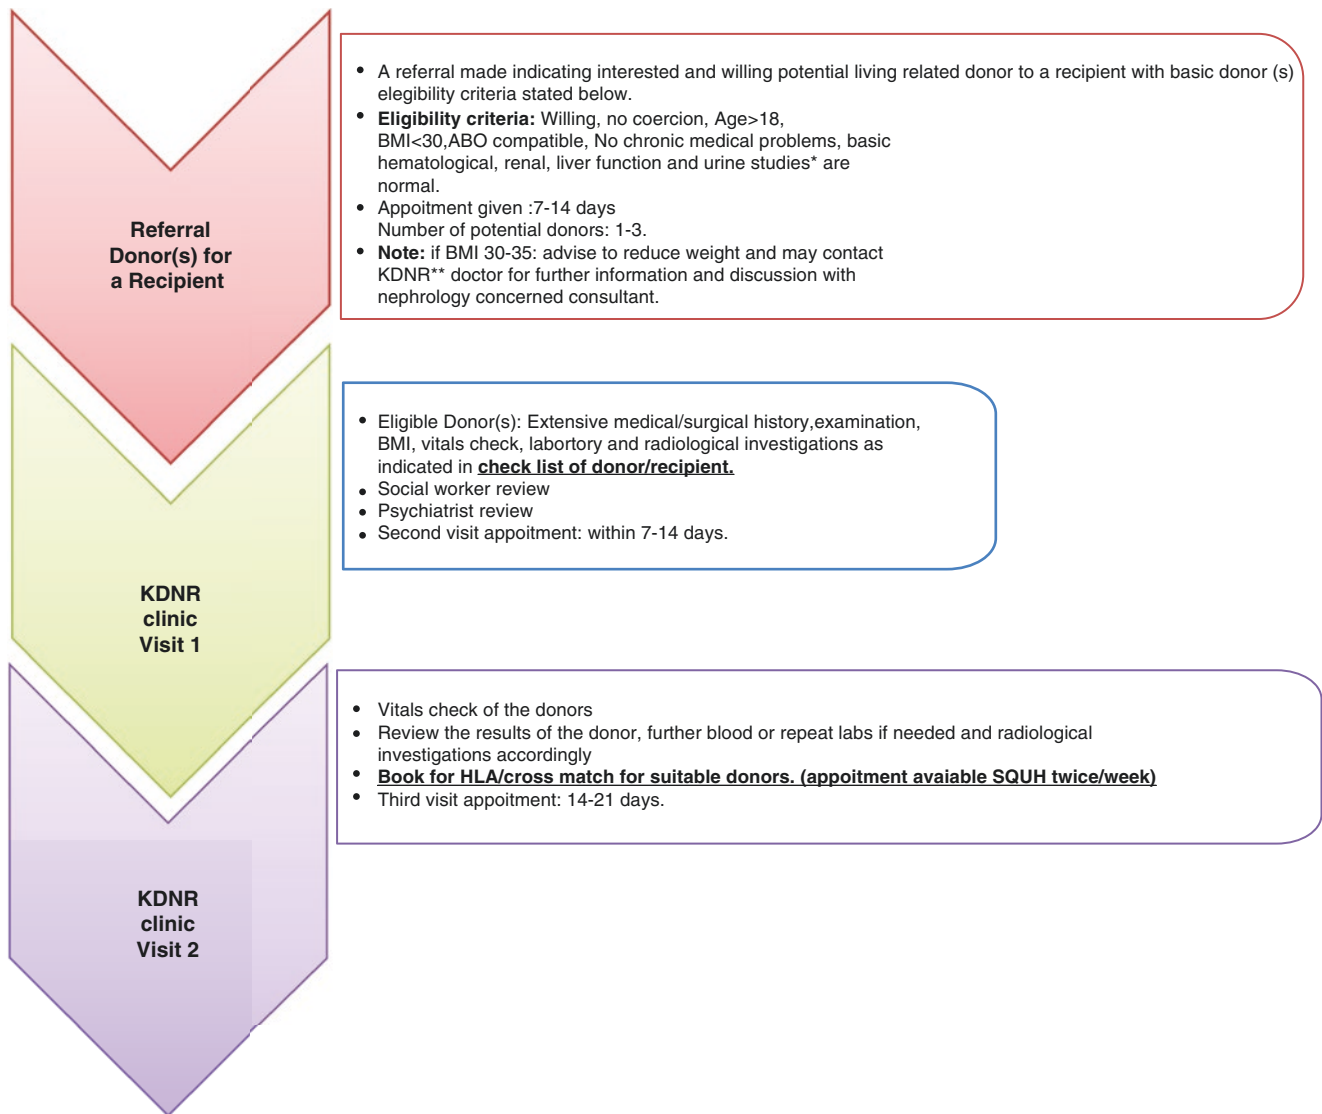 Referral
Donor(s) for
a Recipient
• A referral made indicating interested and willing potential living related donor to a recipient with basic donor (s)
elegibility criteria stated below.
• Eligibility criteria: Willing, no coercion, Age>18,
BMI<30,ABO compatible, No chronic medical problems, basic
hematological, renal, liver function and urine studies* are
normal.
• Appoitment given :7-14 days
Number of potential donors: 1-3.
• Note: if BMI 30-35: advise to reduce weight and may contact
KDNR** doctor for further information and discussion with
nephrology concerned consultant.
KDNR
clinic
Visit 1
• Eligible Donor(s): Extensive medical/surgical history,examination,
BMI, vitals check, labortory and radiological investigations as
indicated in check list of donor/recipient.
• Social worker review
• Psychiatrist review
• Second visit appoitment: within 7-14 days.
KDNR
clinic
Visit 2
• Vitals check of the donors
• Review the results of the donor, further blood or repeat labs if needed and radiological
investigations accordingly
• Book for HLA/cross match for suitable donors. (appoitment avaiable SQUH twice/week)
• Third visit appoitment: 14-21 days.